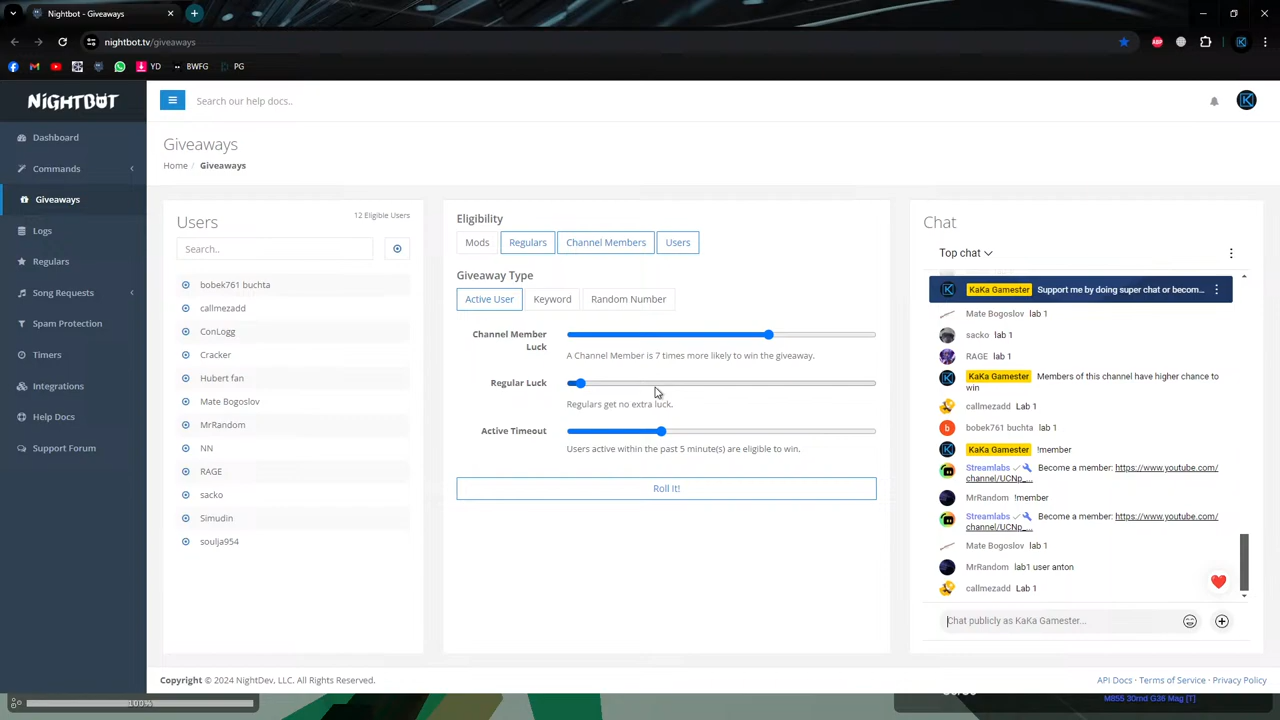 Nightbot - Giveaways
nightbot.tv/giveaways
YD
BWFG
PG
NiGHTBOT
Dashboard
Commands
Giveaways
Logs
Regulars
Song Requests
Spam Protection
Timers
Integrations
Help Docs
Support Forum
Search our help docs..
Giveaways
Home / Giveaways
Users
12 Eligible Users
Search..
bobek761 buchta
callmezadd
ConLogg
Cracker
Hubert fan
Mate Bogoslov
MrRandom
NN
RAGE
sacko
Simudin
soulja954
Eligibility
Mods Regulars Channel Members Users
Giveaway Type
Active User Keyword Random Number
Channel Member
Luck
A Channel Member is 7 times more likely to win the giveaway.
Regular Luck
Regulars get no extra luck.
Active Timeout
Users active within the past 5 minute(s) are eligible to win.
Roll It!
Chat
Top chat
KaKa Gamester Support me by doing super chat or becom...
Mate Bogoslov lab 1
sacko lab 1
RAGE lab 1
KaKa Gamester Members of this channel have higher chance to
win
callmezadd Lab 1
bobek761 buchta lab 1
KaKa Gamester !member
Streamlabs Become a member: https://www.youtube.com/
channel/UCNp_...
MrRandom !member
Streamlabs Become a member: https://www.youtube.com/
channel/UCNp_...
Mate Bogoslov lab 1
MrRandom lab1 user anton
callmezadd Lab 1
Chat publicly as KaKa Gamester...
Copyright © 2024 NightDev, LLC. All Rights Reserved.
API Docs · Terms of Service · Privacy Policy
100%
M855 30rnd G36 Mag [T]